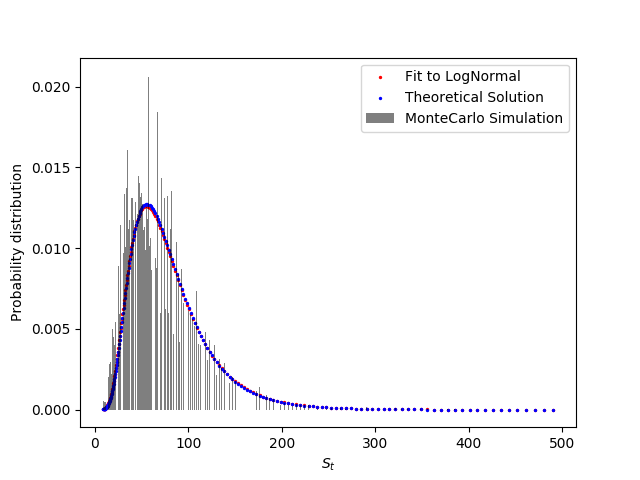 Fit to LogNormal
Theoretical Solution
MonteCarlo Simulation
Probability distribution
0.020
0.015
0.010
0.005
0.000
0
100
200
300
400
500
S_t